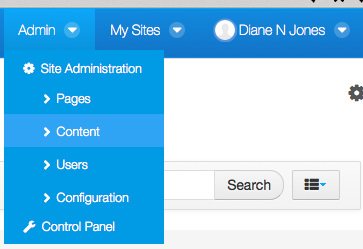 Admin My Sites Diane N Jones
Site Administration
Pages
Content
Users
Configuration
Control Panel
Search